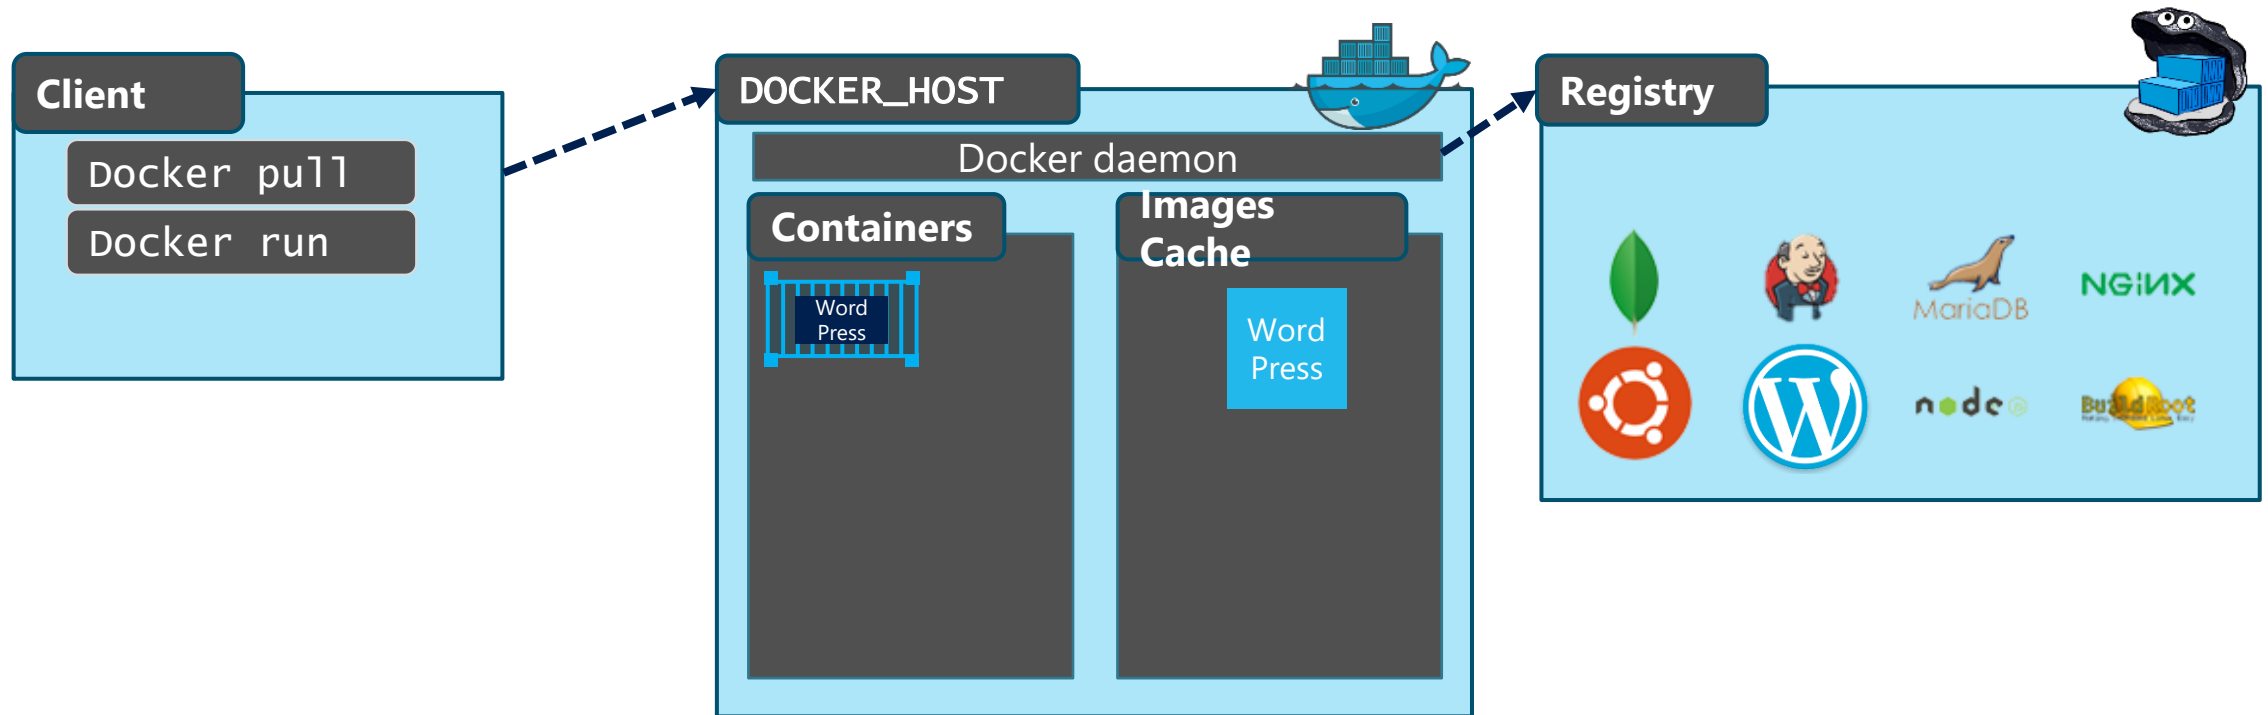 Client
Docker pull
Docker run
DOCKER_HOST
Docker daemon
Containers
Word
Press
Images
Cache
Word
Press
Registry
MariaDB
NGiNX
W
node
BuildRoot